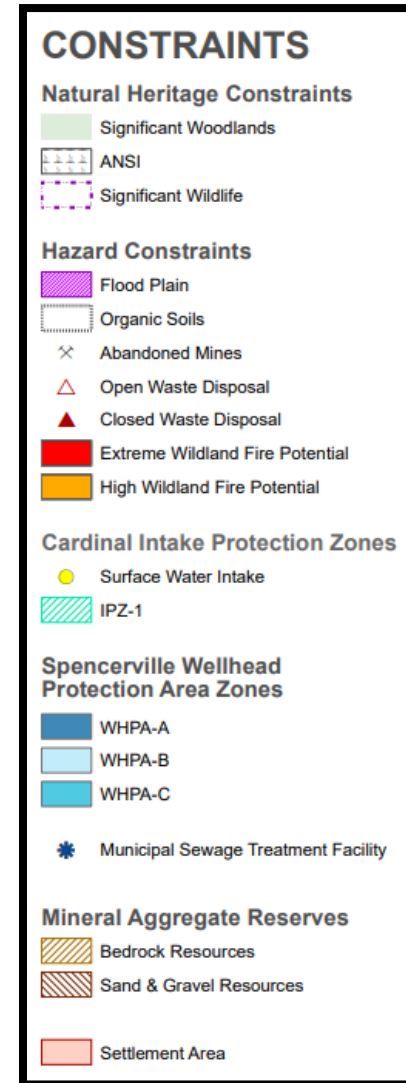 CONSTRAINTS
Natural Heritage Constraints
Significant Woodlands
ANSI
Significant Wildlife
Hazard Constraints
Flood Plain
Organic Soils
Abandoned Mines
Open Waste Disposal
Closed Waste Disposal
Extreme Wildland Fire Potential
High Wildland Fire Potential
Cardinal Intake Protection Zones
Surface Water Intake
IPZ-1
Spencerville Wellhead
Protection Area Zones
WHPA-A
WHPA-B
WHPA-C
Municipal Sewage Treatment Facility
Mineral Aggregate Reserves
Bedrock Resources
Sand & Gravel Resources
Settlement Area